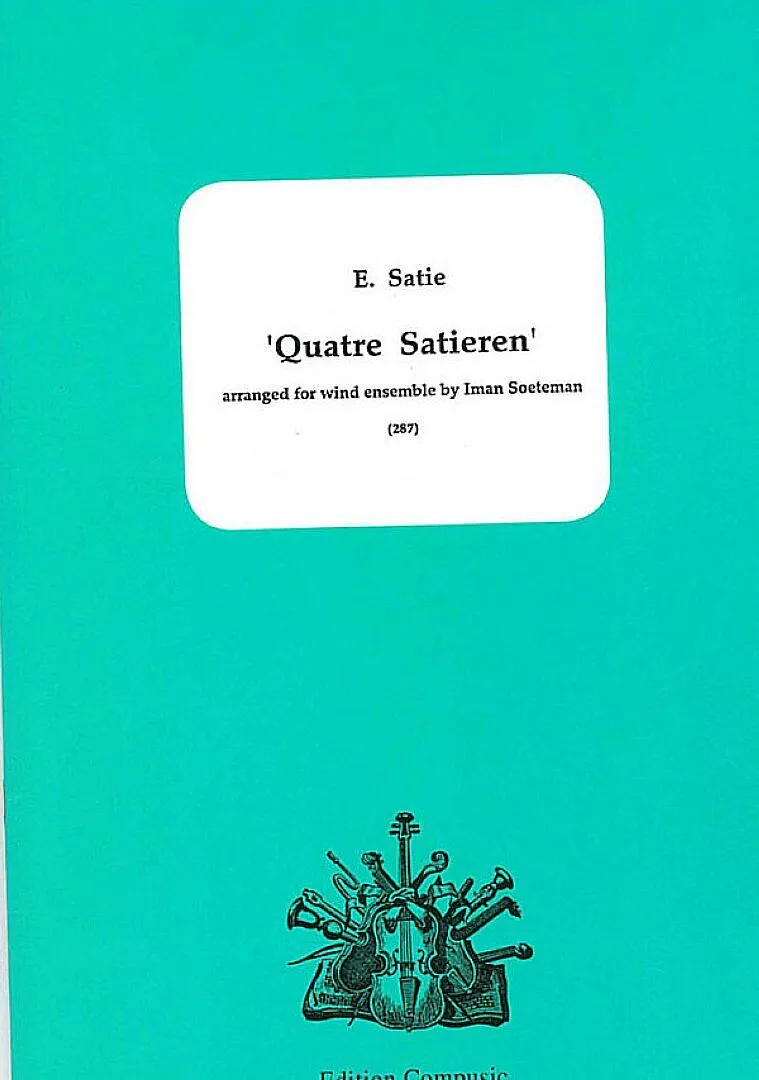 E. Satie
'Quatre Satieren'
arranged for wind ensemble by Iman Soeteman
(287)
Edition Compusic